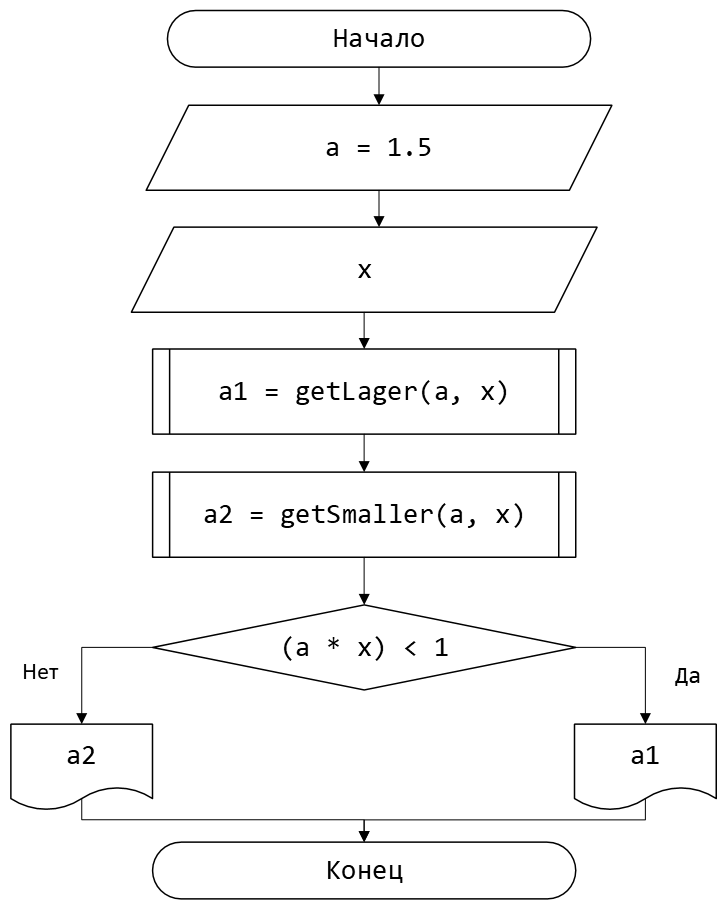 Начало
a = 1.5
x
a1 = getLager(a, x)
a2 = getSmaller(a, x)
(a * x) < 1
Нет
Да
a2
a1
Конец